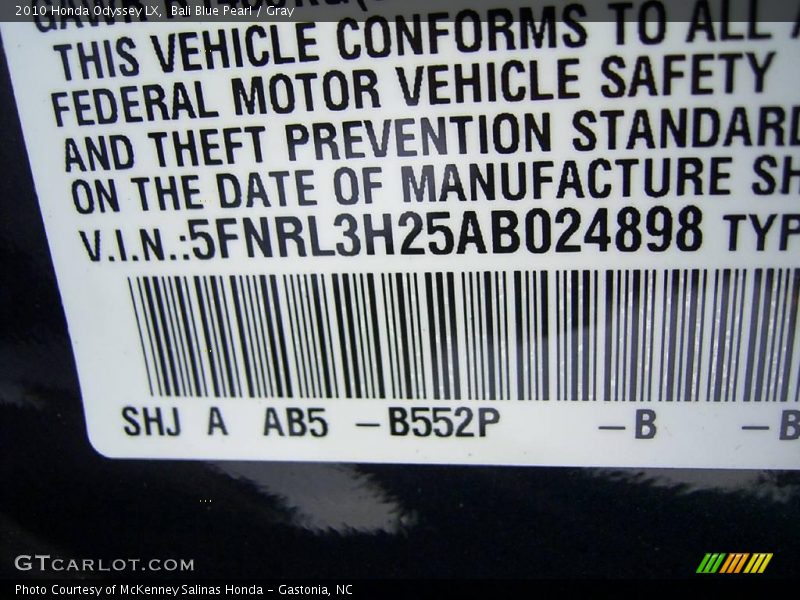 2010 Honda Odyssey LX, Bali Blue Pearl / Gray
THIS VEHICLE CONFORMS TO ALL
FEDERAL MOTOR VEHICLE SAFETY
AND THEFT PREVENTION STANDARD
ON THE DATE OF MANUFACTURE SH
V.I.N.:5FNRL3H25AB024898 TYP
SHJ A AB5 –B552P –B –B
GTCARLOT.COM
Photo Courtesy of McKenney Salinas Honda - Gastonia, NC